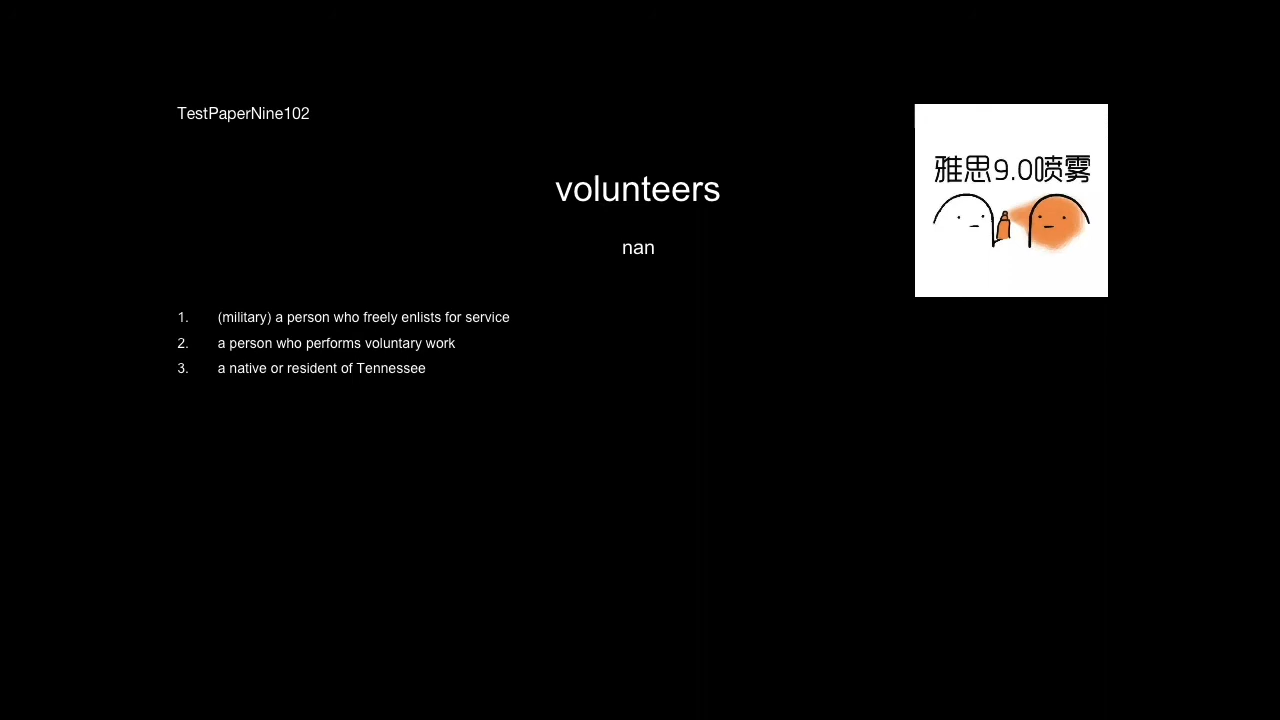 TestPaperNine102
雅思9.0喷雾
volunteers
nan
1. (military) a person who freely enlists for service
2. a person who performs voluntary work
3. a native or resident of Tennessee